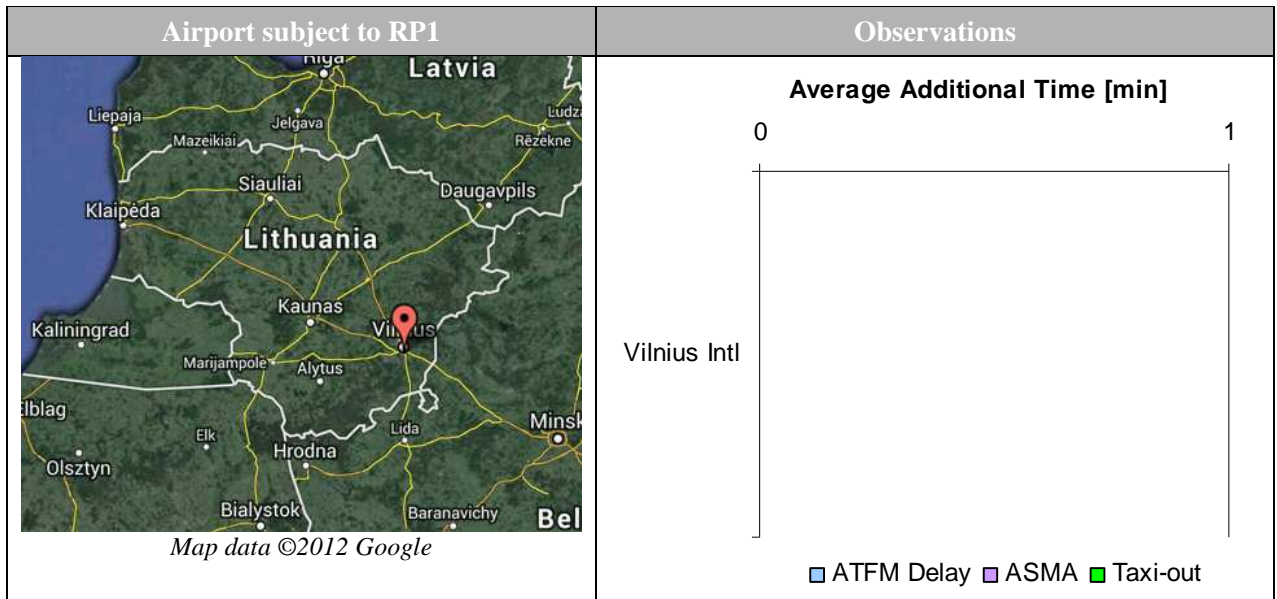 Airport subject to RP1
Observations
Riga
Latvia
Liepaja
Jelgava
Ludz
Mazeikiai
Rēzekne
Siauliai
Daugavpils
Klaipėda
Lithuania
Kaunas
Kaliningrad
Vilnius
Marijampolė
Alytus
Elblag
Minsk
Elk
Lida
Hrodna
Olsztyn
Bialystok
Baranavichy
Bel
Map data ©2012 Google
Average Additional Time [min]
0 1
Vilnius Intl
ATFM Delay ASMA Taxi-out